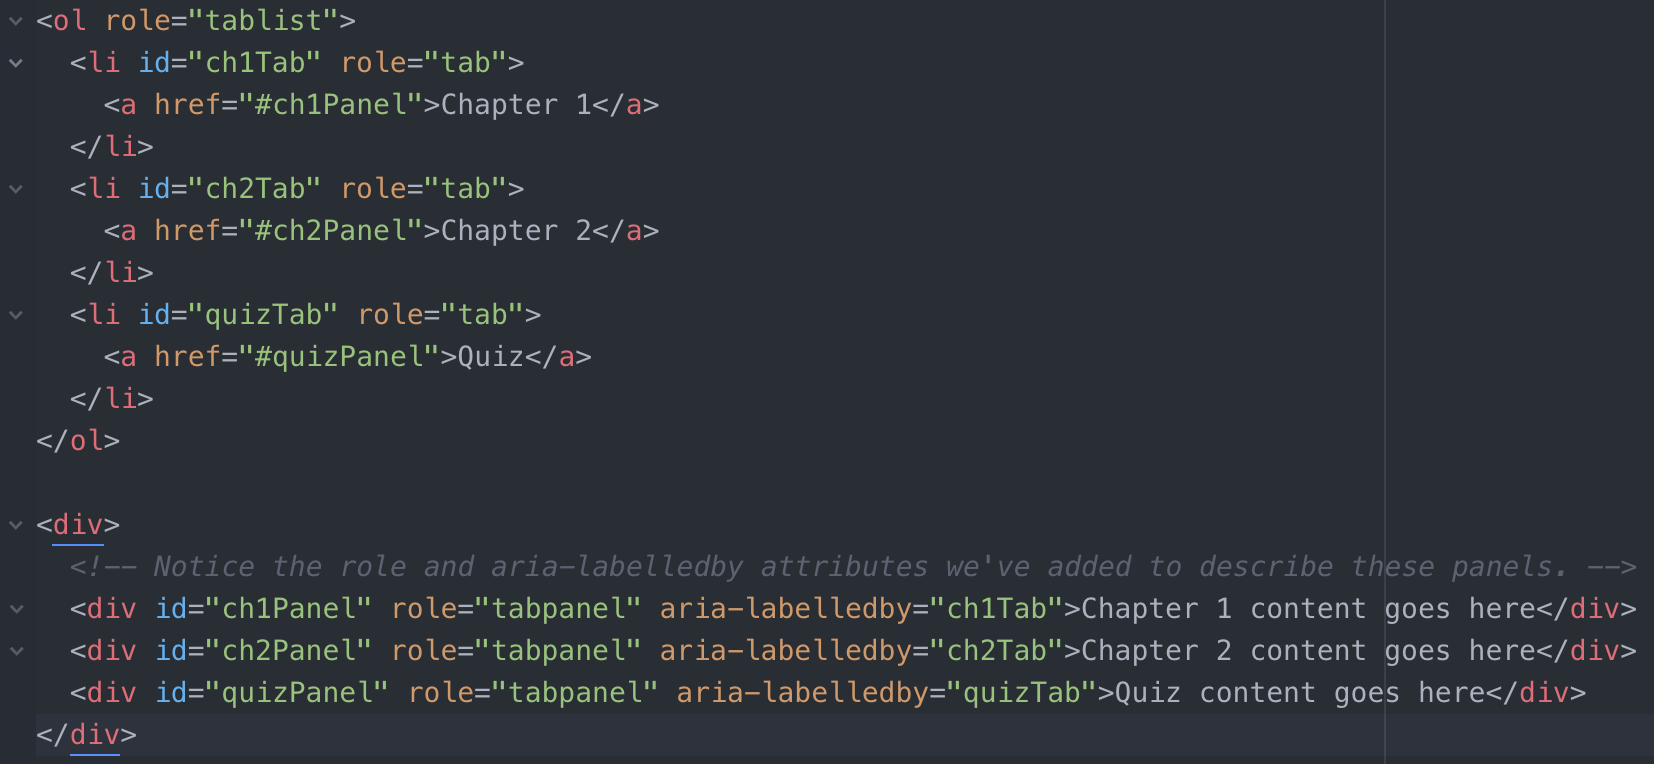 <ol role="tablist">
<li id="ch1Tab" role="tab">
<a href="#ch1Panel">Chapter 1</a>
</li>
<li id="ch2Tab" role="tab">
<a href="#ch2Panel">Chapter 2</a>
</li>
<li id="quizTab" role="tab">
<a href="#quizPanel">Quiz</a>
</li>
</ol>
<div>
<!-- Notice the role and aria-labelledby attributes we've added to describe these panels. -->
<div id="ch1Panel" role="tabpanel" aria-labelledby="ch1Tab">Chapter 1 content goes here</div>
<div id="ch2Panel" role="tabpanel" aria-labelledby="ch2Tab">Chapter 2 content goes here</div>
<div id="quizPanel" role="tabpanel" aria-labelledby="quizTab">Quiz content goes here</div>
</div>